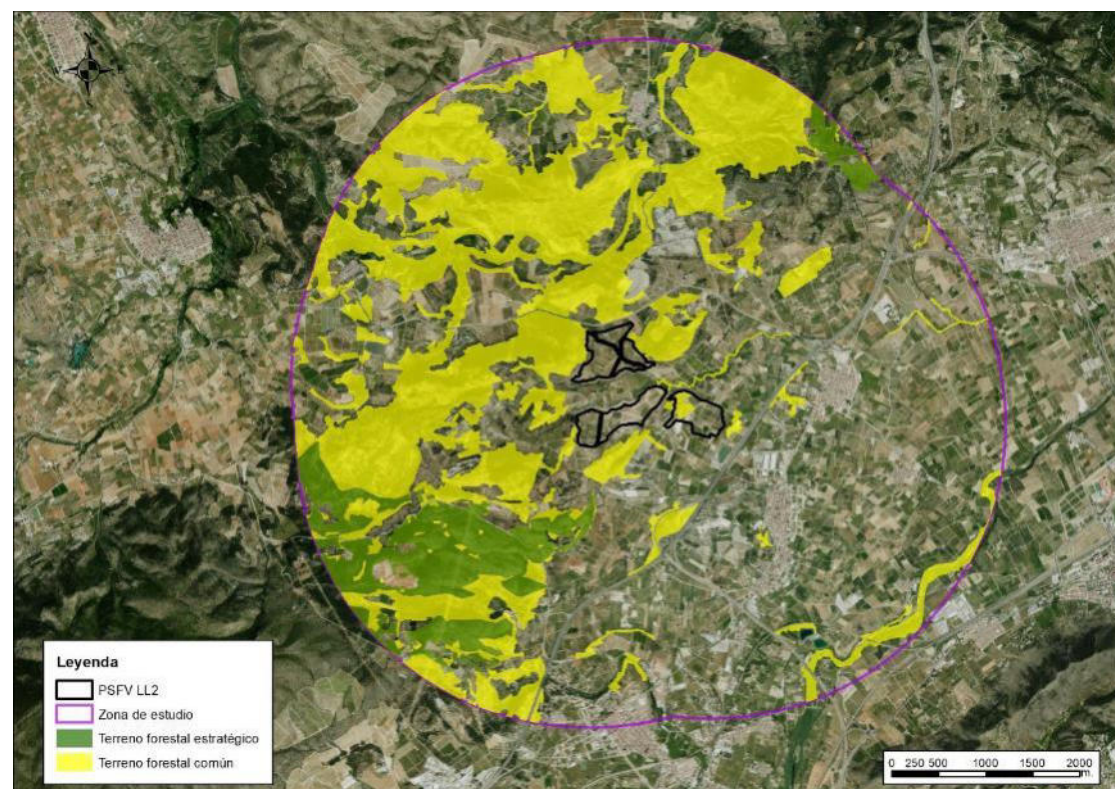 Leyenda
PSFV LL2
Zona de estudio
Terreno forestal estratégico
Terreno forestal común
0 250 500 1000 1500 2000
m.